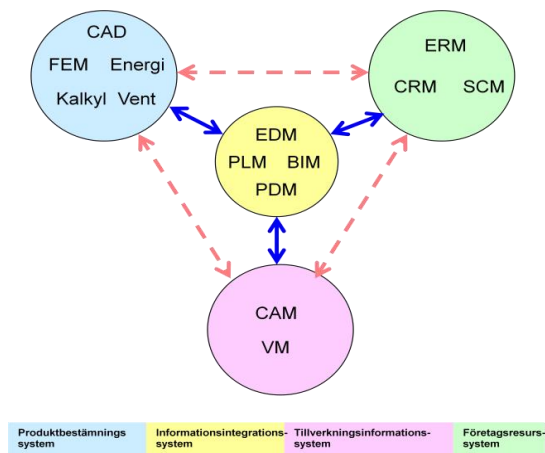 CAD
FEM Energi
Kalkyl Vent
ERM
CRM SCM
EDM
PLM BIM
PDM
CAM
VM
Produktbestämnings
system
Informationsintegrations-
system
Tillverkningsinformations-
system
Företagsresurs-
system